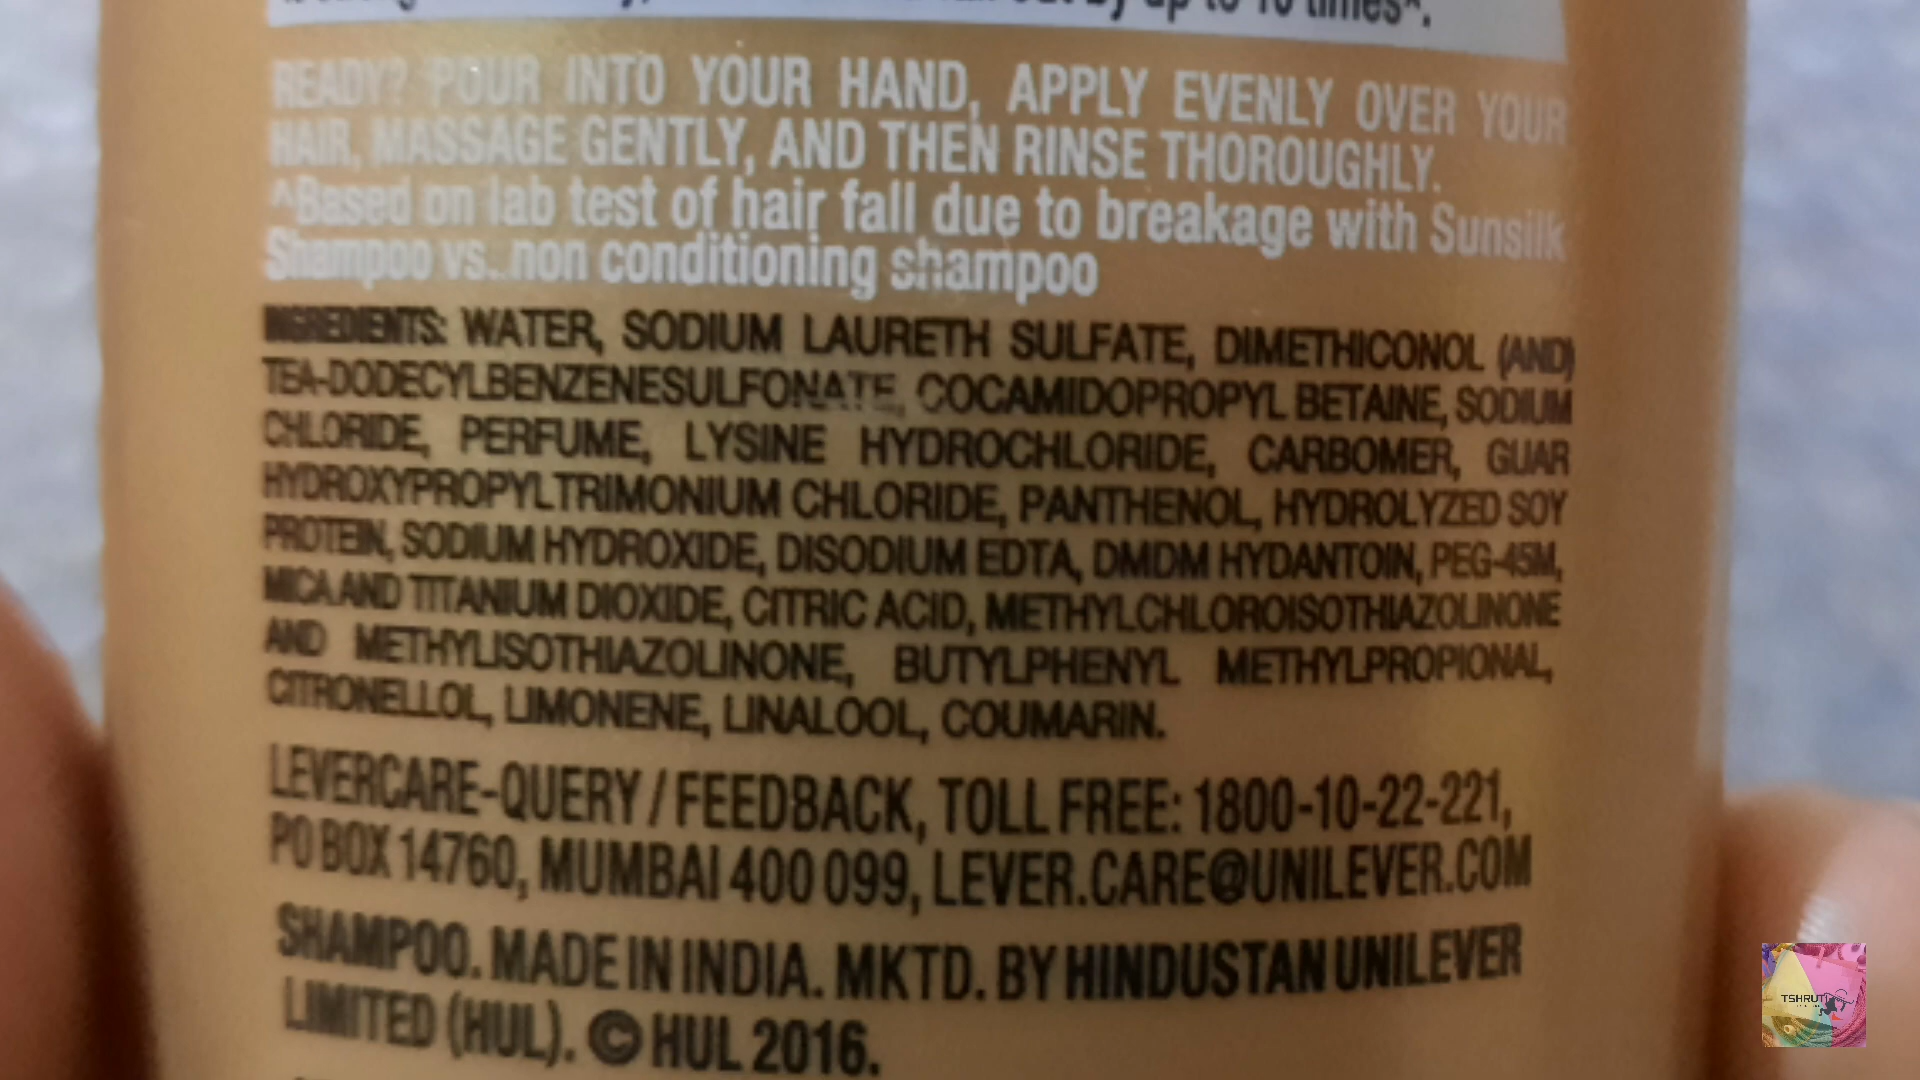 by up to 10 times^.
READY? POUR INTO YOUR HAND, APPLY EVENLY OVER YOUR
HAIR, MASSAGE GENTLY, AND THEN RINSE THOROUGHLY.
^Based on lab test of hair fall due to breakage with Sunsilk
Shampoo vs. non conditioning shampoo
INGREDIENTS: WATER, SODIUM LAURETH SULFATE, DIMETHICONOL (AND)
TEA-DODECYLBENZENESULFONATE, COCAMIDOPROPYL BETAINE, SODIUM
CHLORIDE, PERFUME, LYSINE HYDROCHLORIDE, CARBOMER, GUAR
HYDROXYPROPYLTRIMONIUM CHLORIDE, PANTHENOL, HYDROLYZED SOY
PROTEIN, SODIUM HYDROXIDE, DISODIUM EDTA, DMDM HYDANTOIN, PEG-45M,
MICA AND TITANIUM DIOXIDE, CITRIC ACID, METHYLCHLOROISOTHIAZOLINONE
AND METHYLISOTHIAZOLINONE, BUTYLPHENYL METHYLPROPIONAL,
CITRONELLOL, LIMONENE, LINALOOL, COUMARIN.
LEVERCARE-QUERY / FEEDBACK, TOLL FREE: 1800-10-22-221,
PO BOX 14760, MUMBAI 400 099, LEVER.CARE@UNILEVER.COM
SHAMPOO. MADE IN INDIA. MKTD. BY HINDUSTAN UNILEVER
LIMITED (HUL). © HUL 2016.
TSHRUTI